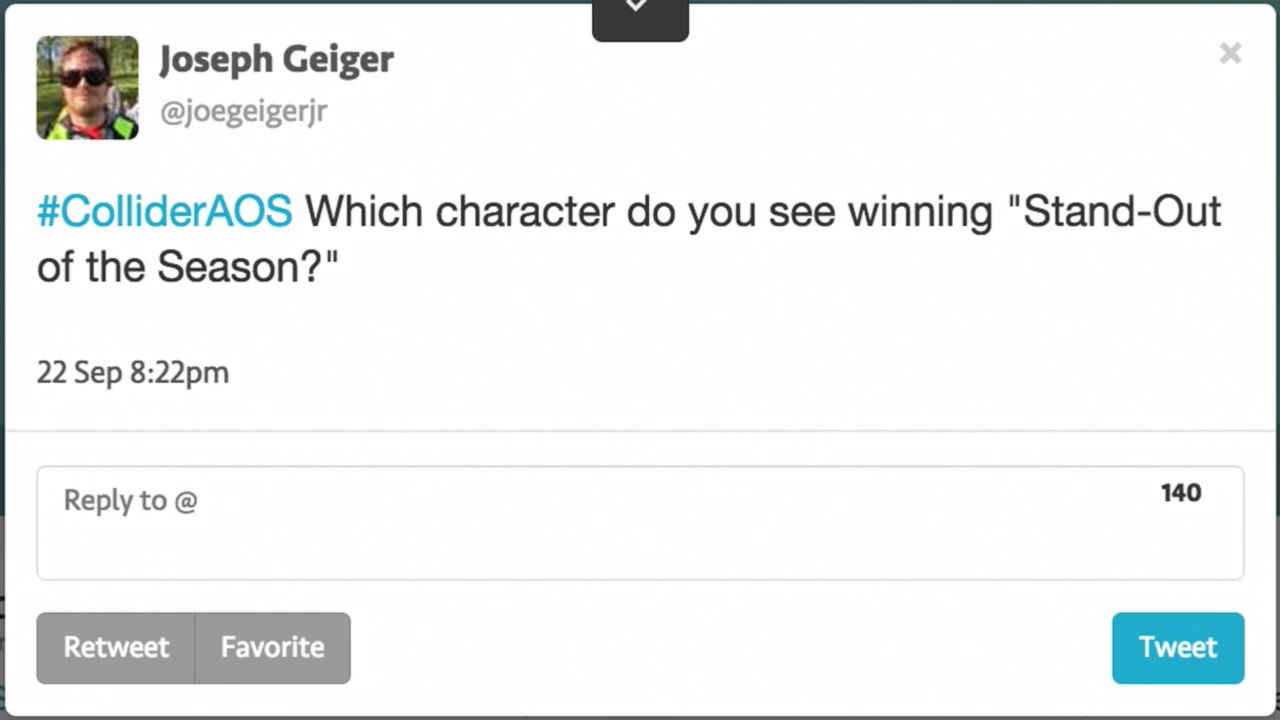 Joseph Geiger
@joegeigerjr
#ColliderAOS Which character do you see winning "Stand-Out
of the Season?"
22 Sep 8:22pm
Reply to @
140
Retweet Favorite Tweet